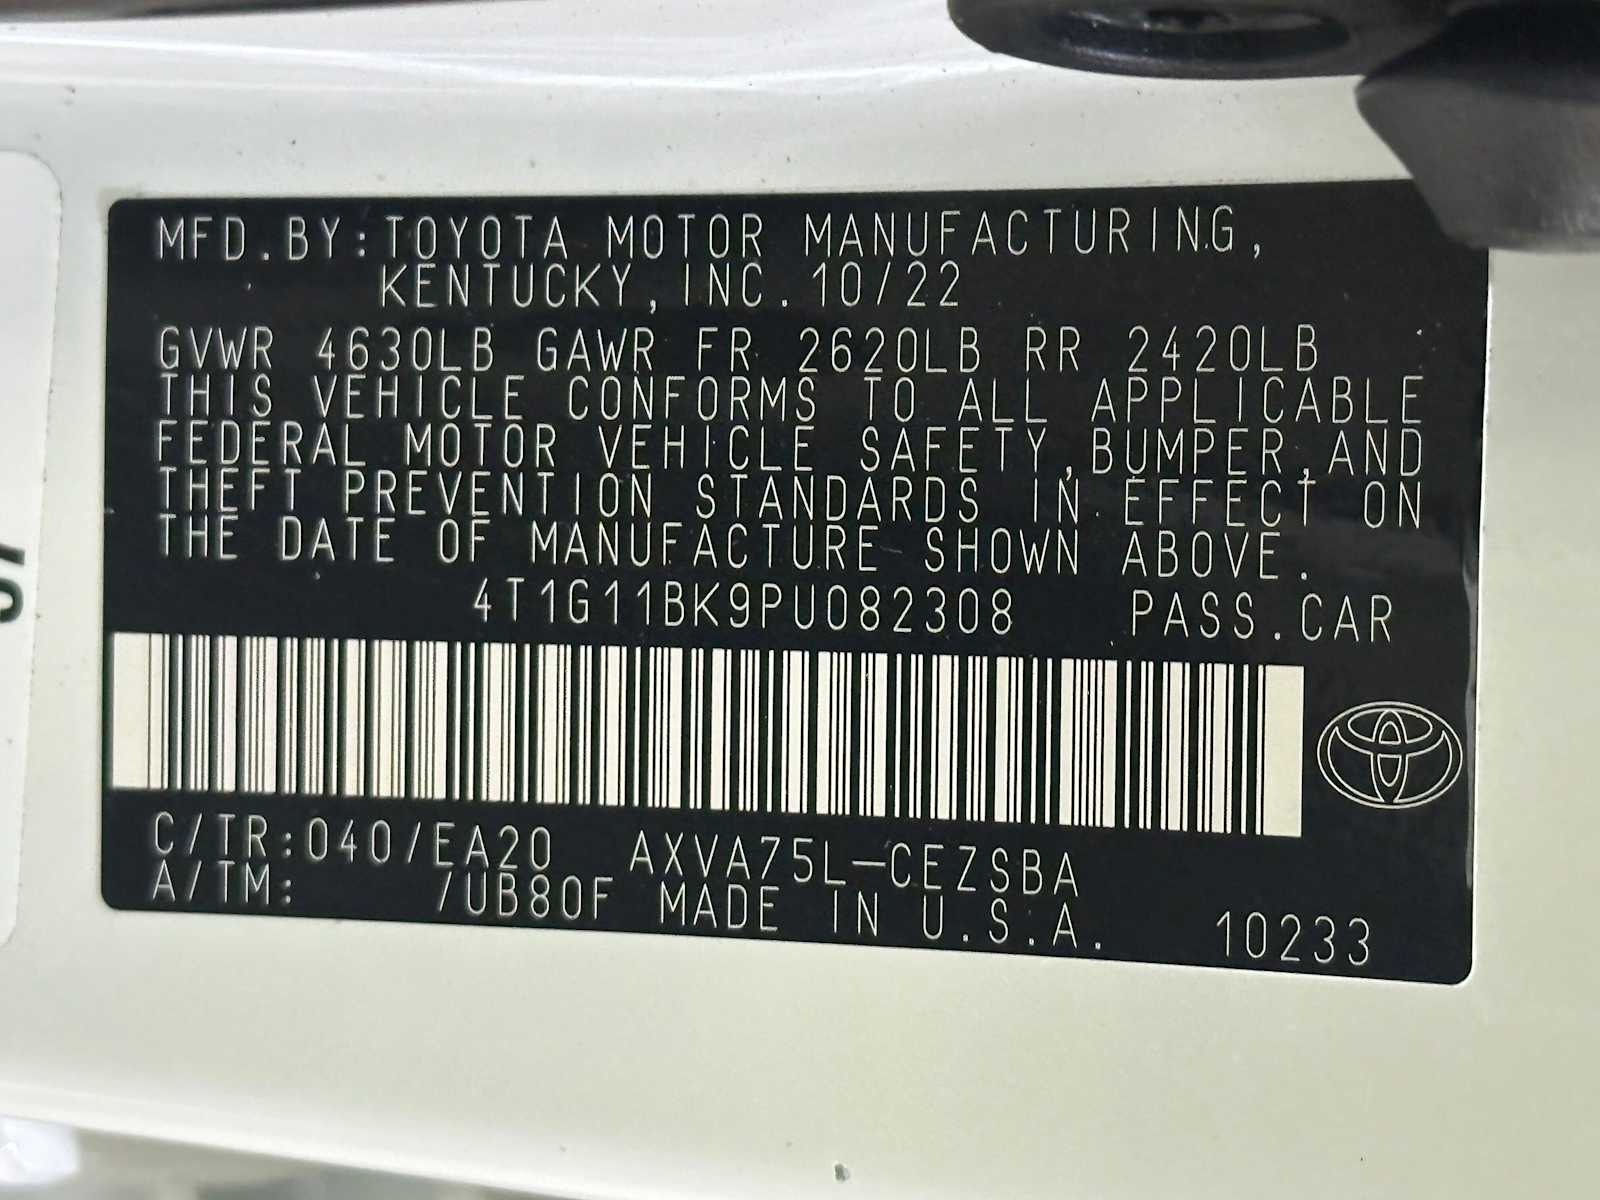 MFD.BY:TOYOTA MOTOR MANUFACTURING,
KENTUCKY,INC.10/22
GVWR 4630LB GAWR FR 2620LB RR 2420LB
THIS VEHICLE CONFORMS TO ALL APPLICABLE
FEDERAL MOTOR VEHICLE SAFETY,BUMPER,AND
THEFT PREVENTION STANDARDS IN EFFECT ON
THE DATE OF MANUFACTURE SHOWN ABOVE.
4T1G11BK9PU082308 PASS.CAR
C/TR:040/EA20 AXVA75L-CEZSBA
A/TM: /UB80F MADE IN U.S.A. 10233